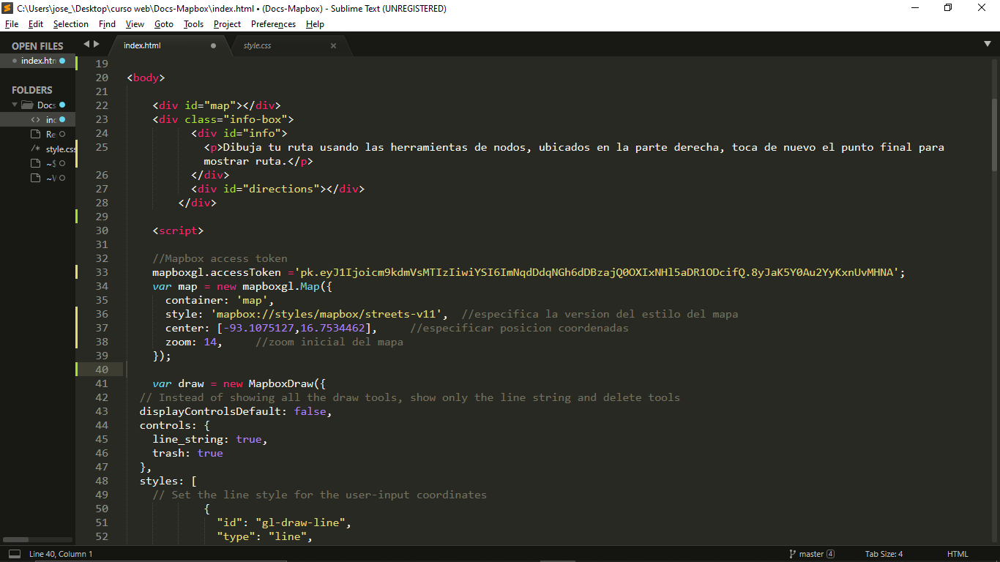 C:\Users\jose_\Desktop\curso web\Docs-Mapbox\index.html • (Docs-Mapbox) - Sublime Text (UNREGISTERED)
File Edit Selection Find View Goto Tools Project Preferences Help
OPEN FILES
index.htm
FOLDERS
Docs
<> inc
Re
/* style.css
~$
~V
index.html
style.css
19
20 <body>
21
22 <div id="map"></div>
23 <div class="info-box">
24 <div id="info">
25 <p>Dibuja tu ruta usando las herramientas de nodos, ubicados en la parte derecha, toca de nuevo el punto final para
mostrar ruta.</p>
26 </div>
27 <div id="directions"></div>
28 </div>
29
30 <script>
31
32 //Mapbox access token
33 mapboxgl.accessToken ='pk.eyJ1Ijoicm9kdmVsMTIzIiwiYSI6ImNqdDdqNGh6dDBzajQ0OXIxNHl5aDR1ODcifQ.8yJaK5Y0Au2YyKxnUvMHNA';
34 var map = new mapboxgl.Map({
35 container: 'map',
36 style: 'mapbox://styles/mapbox/streets-v11', //especifica la version del estilo del mapa
37 center: [-93.1075127,16.7534462], //especificar posicion coordenadas
38 zoom: 14, //zoom inicial del mapa
39 });
40
41 var draw = new MapboxDraw({
42 // Instead of showing all the draw tools, show only the line string and delete tools
43 displayControlsDefault: false,
44 controls: {
45 line_string: true,
46 trash: true
47 },
48 styles: [
49 // Set the line style for the user-input coordinates
50 {
51 "id": "gl-draw-line",
52 "type": "line",
Line 40, Column 1
master 4
Tab Size: 4
HTML